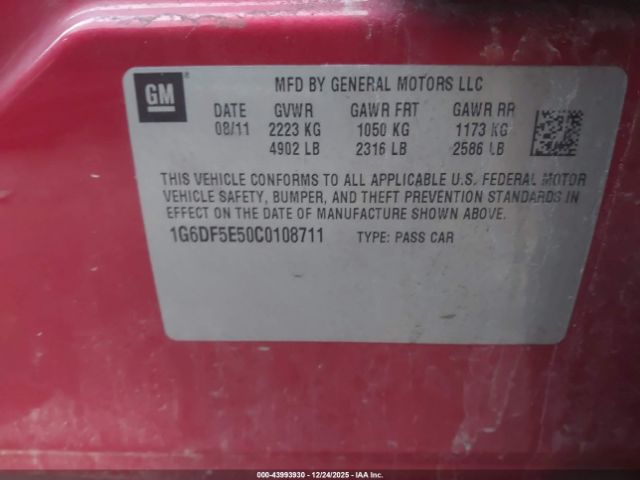 GM
MFD BY GENERAL MOTORS LLC
DATE GVWR GAWR FRT GAWR RR
08/11 2223 KG 1050 KG 1173 KG
4902 LB 2316 LB 2586 LB
THIS VEHICLE CONFORMS TO ALL APPLICABLE U.S. FEDERAL MOTOR
VEHICLE SAFETY, BUMPER, AND THEFT PREVENTION STANDARDS IN
EFFECT ON THE DATE OF MANUFACTURE SHOWN ABOVE.
1G6DF5E50C0108711 TYPE: PASS CAR
000-43993930 - 12/24/2025 - IAA Inc.